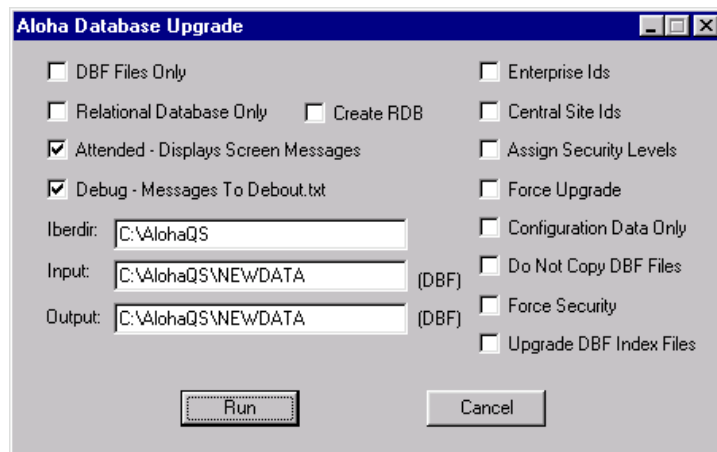 Aloha Database Upgrade
DBF Files Only
Relational Database Only
Create RDB
Attended - Displays Screen Messages
Debug - Messages To Debout.txt
Iberdir: C:\AlohaQS
Input: C:\AlohaQS\NEWDATA (DBF)
Output: C:\AlohaQS\NEWDATA (DBF)
Enterprise Ids
Central Site Ids
Assign Security Levels
Force Upgrade
Configuration Data Only
Do Not Copy DBF Files
Force Security
Upgrade DBF Index Files
Run
Cancel